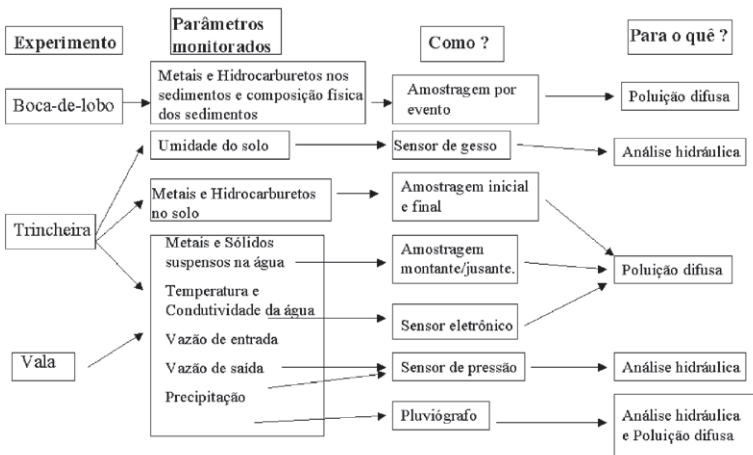 Experimento
Parâmetros
monitorados
Como ?
Para o quê ?
Boca-de-lobo
Metais e Hidrocarburetos nos
sedimentos e composição física
dos sedimentos
Amostragem por
evento
Poluição difusa
Umidade do solo
Sensor de gesso
Análise hidráulica
Trincheira
Metais e Hidrocarburetos
no solo
Amostragem inicial
e final
Metais e Sólidos
suspensos na água
Amostragem
montante/jusante.
Poluição difusa
Temperatura e
Condutividade da água
Sensor eletrônico
Vazão de entrada
Vala
Vazão de saída
Sensor de pressão
Análise hidráulica
Precipitação
Pluviógrafo
Análise hidráulica
e Poluição difusa